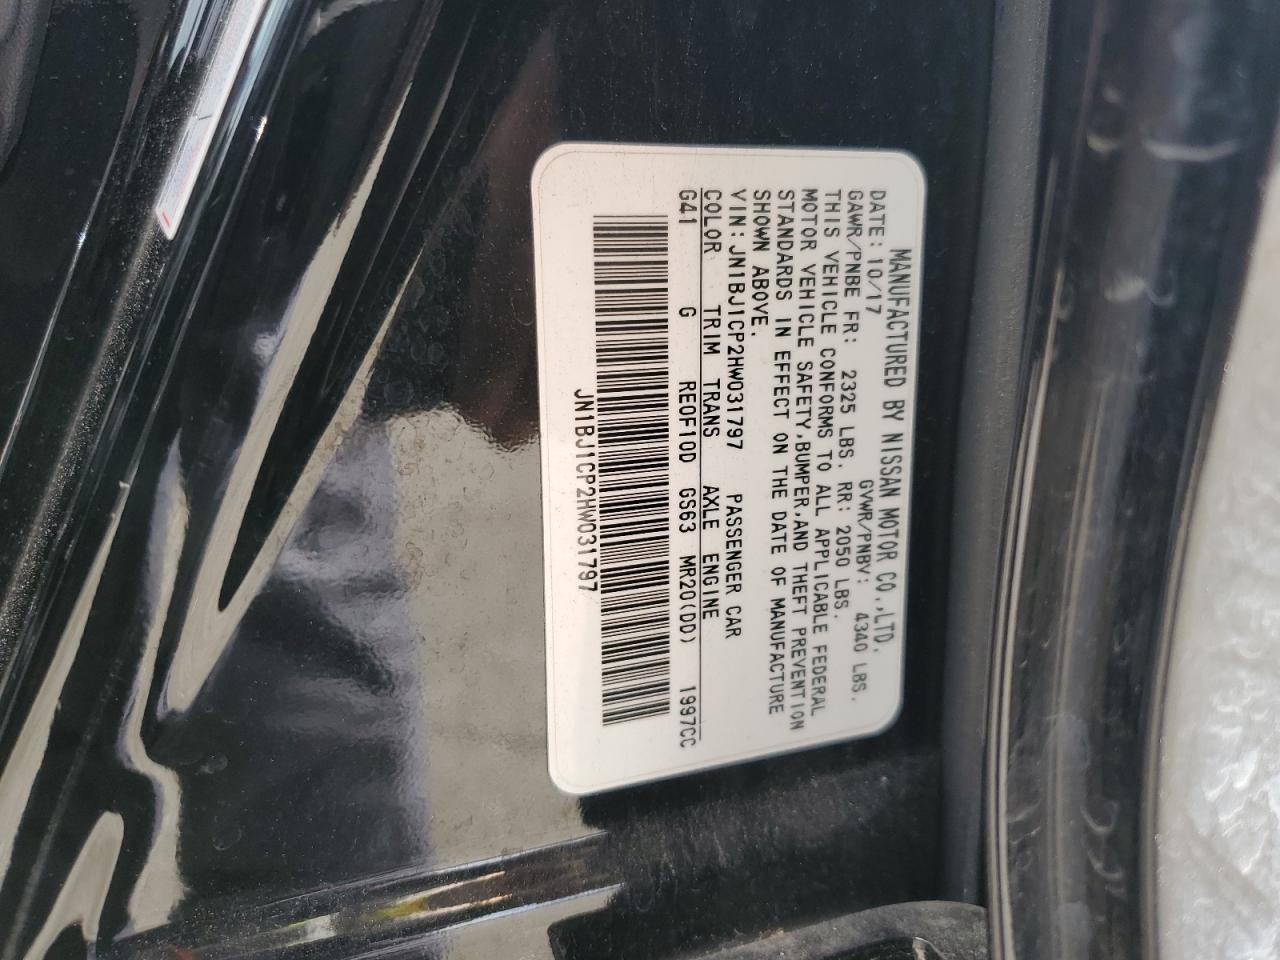 MANUFACTURED BY NISSAN MOTOR CO.,LTD.
DATE: 10/17 GVWR/PNBV: 4340 LBS.
GAWR/PNBE FR: 2325 LBS. RR: 2050 LBS.
THIS VEHICLE CONFORMS TO ALL APPLICABLE FEDERAL
MOTOR VEHICLE SAFETY,BUMPER,AND THEFT PREVENTION
STANDARDS IN EFFECT ON THE DATE OF MANUFACTURE
SHOWN ABOVE.
VIN: JN1BJ1CP2HW031797 PASSENGER CAR
COLOR TRIM TRANS AXLE ENGINE
G41 G RE0F10D GS63 MR20(DD) 1997CC
JN1BJ1CP2HW031797